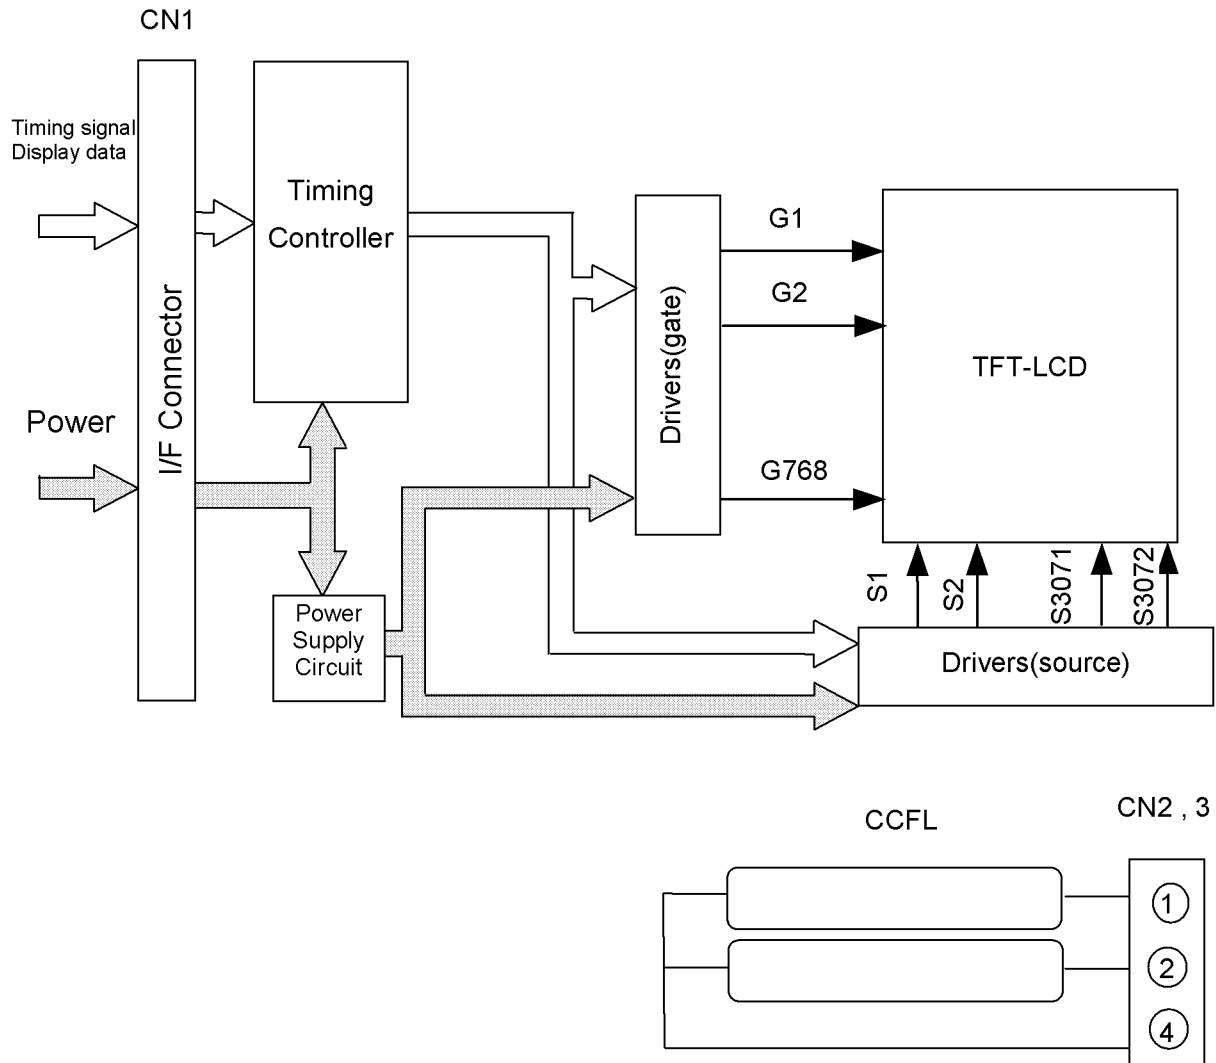 CN1
Timing signal
Display data
Timing
Controller
I/F Connector
Power
Drivers(gate)
G1
G2
G768
TFT-LCD
S1
S2
S3071
S3072
Power
Supply
Circuit
Drivers(source)
CCFL
CN2 , 3
1
2
4